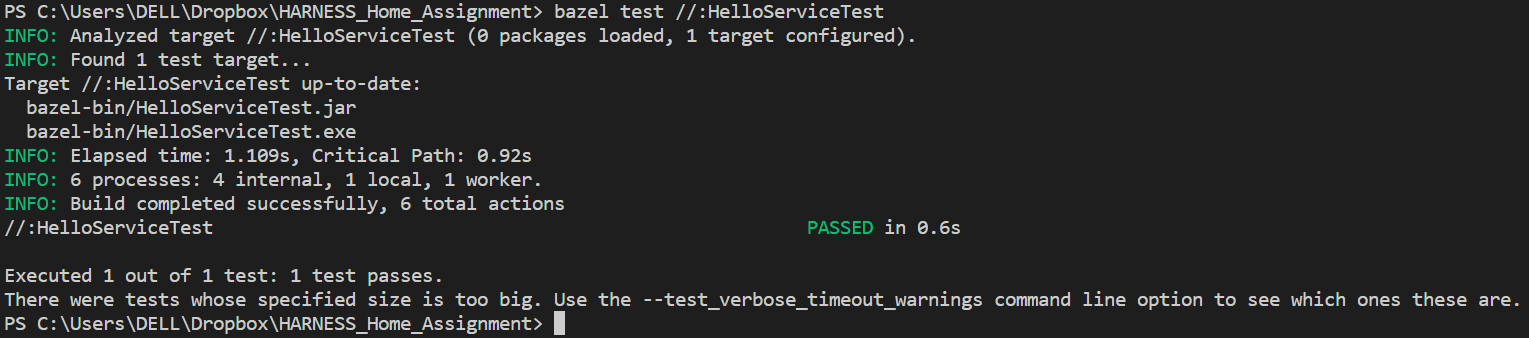 PS C:\Users\DELL\Dropbox\HARNESS_Home_Assignment> bazel test //:HelloServiceTest
INFO: Analyzed target //:HelloServiceTest (0 packages loaded, 1 target configured).
INFO: Found 1 test target...
Target //:HelloServiceTest up-to-date:
  bazel-bin/HelloServiceTest.jar
  bazel-bin/HelloServiceTest.exe
INFO: Elapsed time: 1.109s, Critical Path: 0.92s
INFO: 6 processes: 4 internal, 1 local, 1 worker.
INFO: Build completed successfully, 6 total actions
//:HelloServiceTest                                                      PASSED in 0.6s

Executed 1 out of 1 test: 1 test passes.
There were tests whose specified size is too big. Use the --test_verbose_timeout_warnings command line option to see which ones these are.
PS C:\Users\DELL\Dropbox\HARNESS_Home_Assignment>